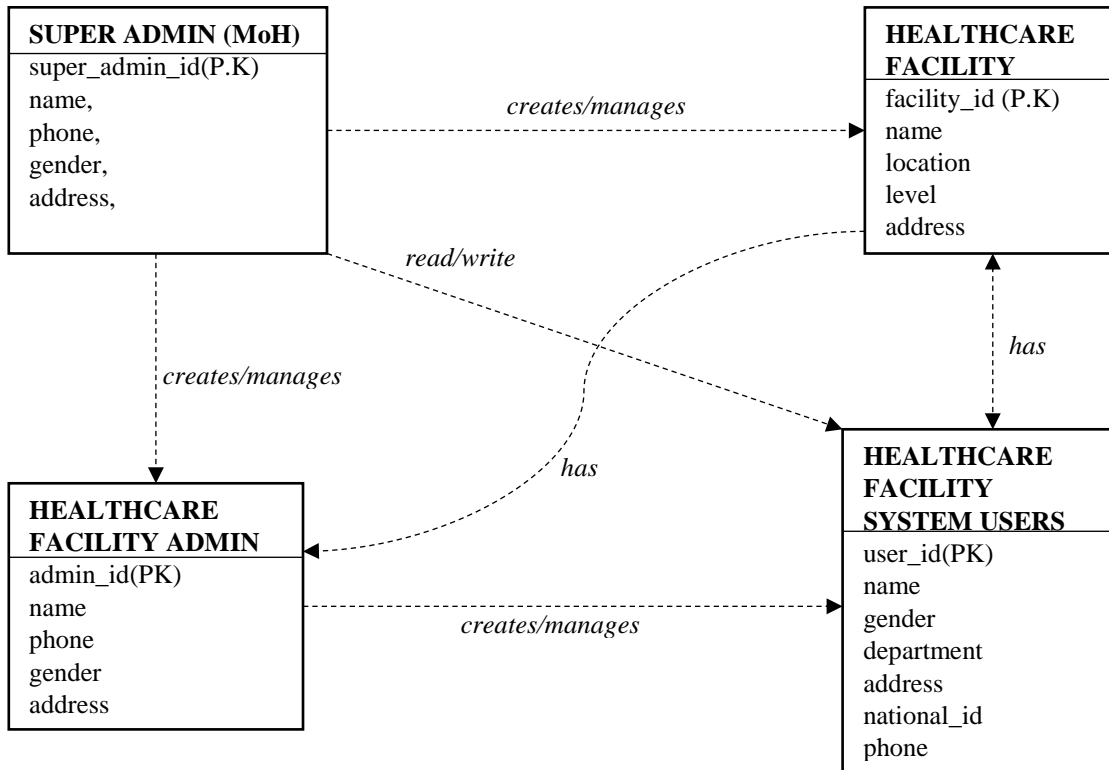 SUPER ADMIN (MoH)
super_admin_id(P.K)
name,
phone,
gender,
address,
creates/manages
HEALTHCARE
FACILITY
facility_id (P.K)
name
location
level
address
read/write
has
creates/manages
has
HEALTHCARE
FACILITY ADMIN
admin_id(PK)
name
phone
gender
address
creates/manages
HEALTHCARE
FACILITY
SYSTEM USERS
user_id(PK)
name
gender
department
address
national_id
phone